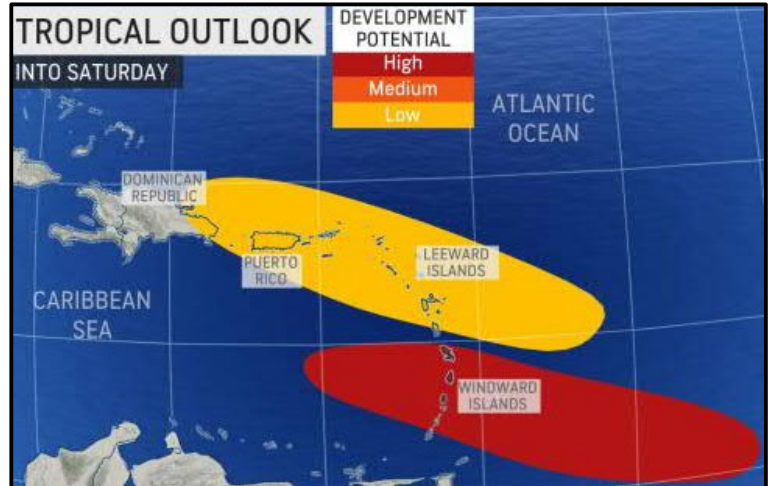 TROPICAL OUTLOOK
INTO SATURDAY
DEVELOPMENT
POTENTIAL
High
Medium
Low
ATLANTIC
OCEAN
DOMINICAN
REPUBLIC
PUERTO
RICO
LEEWARD
ISLANDS
CARIBBEAN
SEA
WINDWARD
ISLANDS